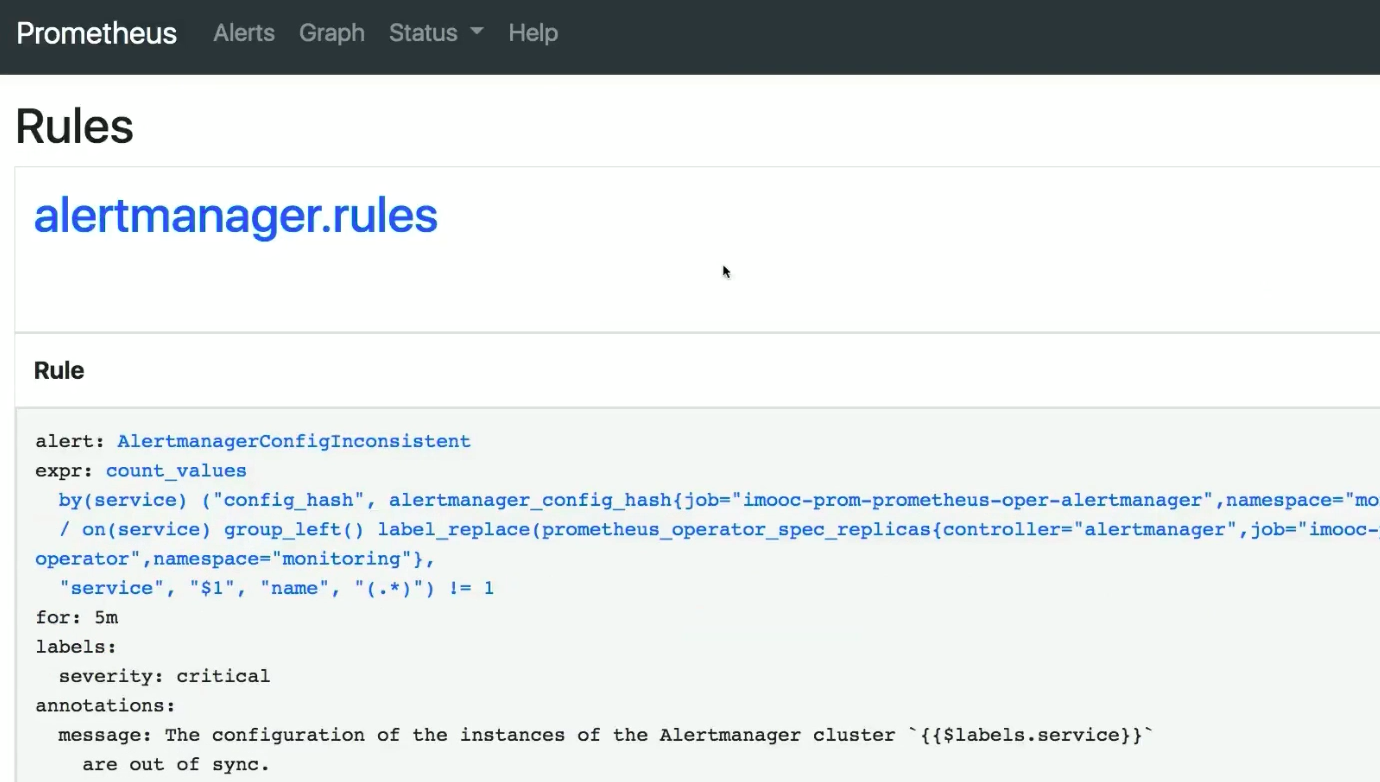 Prometheus Alerts Graph Status Help
Rules
alertmanager.rules
Rule
alert: AlertmanagerConfigInconsistent
expr: count_values
by(service) ("config_hash", alertmanager_config_hash{job="imooc-prom-prometheus-oper-alertmanager",namespace="mo
/ on(service) group_left() label_replace(prometheus_operator_spec_replicas{controller="alertmanager",job="imooc-
operator",namespace="monitoring"},
"service", "$1", "name", "(.*)") != 1
for: 5m
labels:
severity: critical
annotations:
message: The configuration of the instances of the Alertmanager cluster `{{$labels.service}}`
are out of sync.